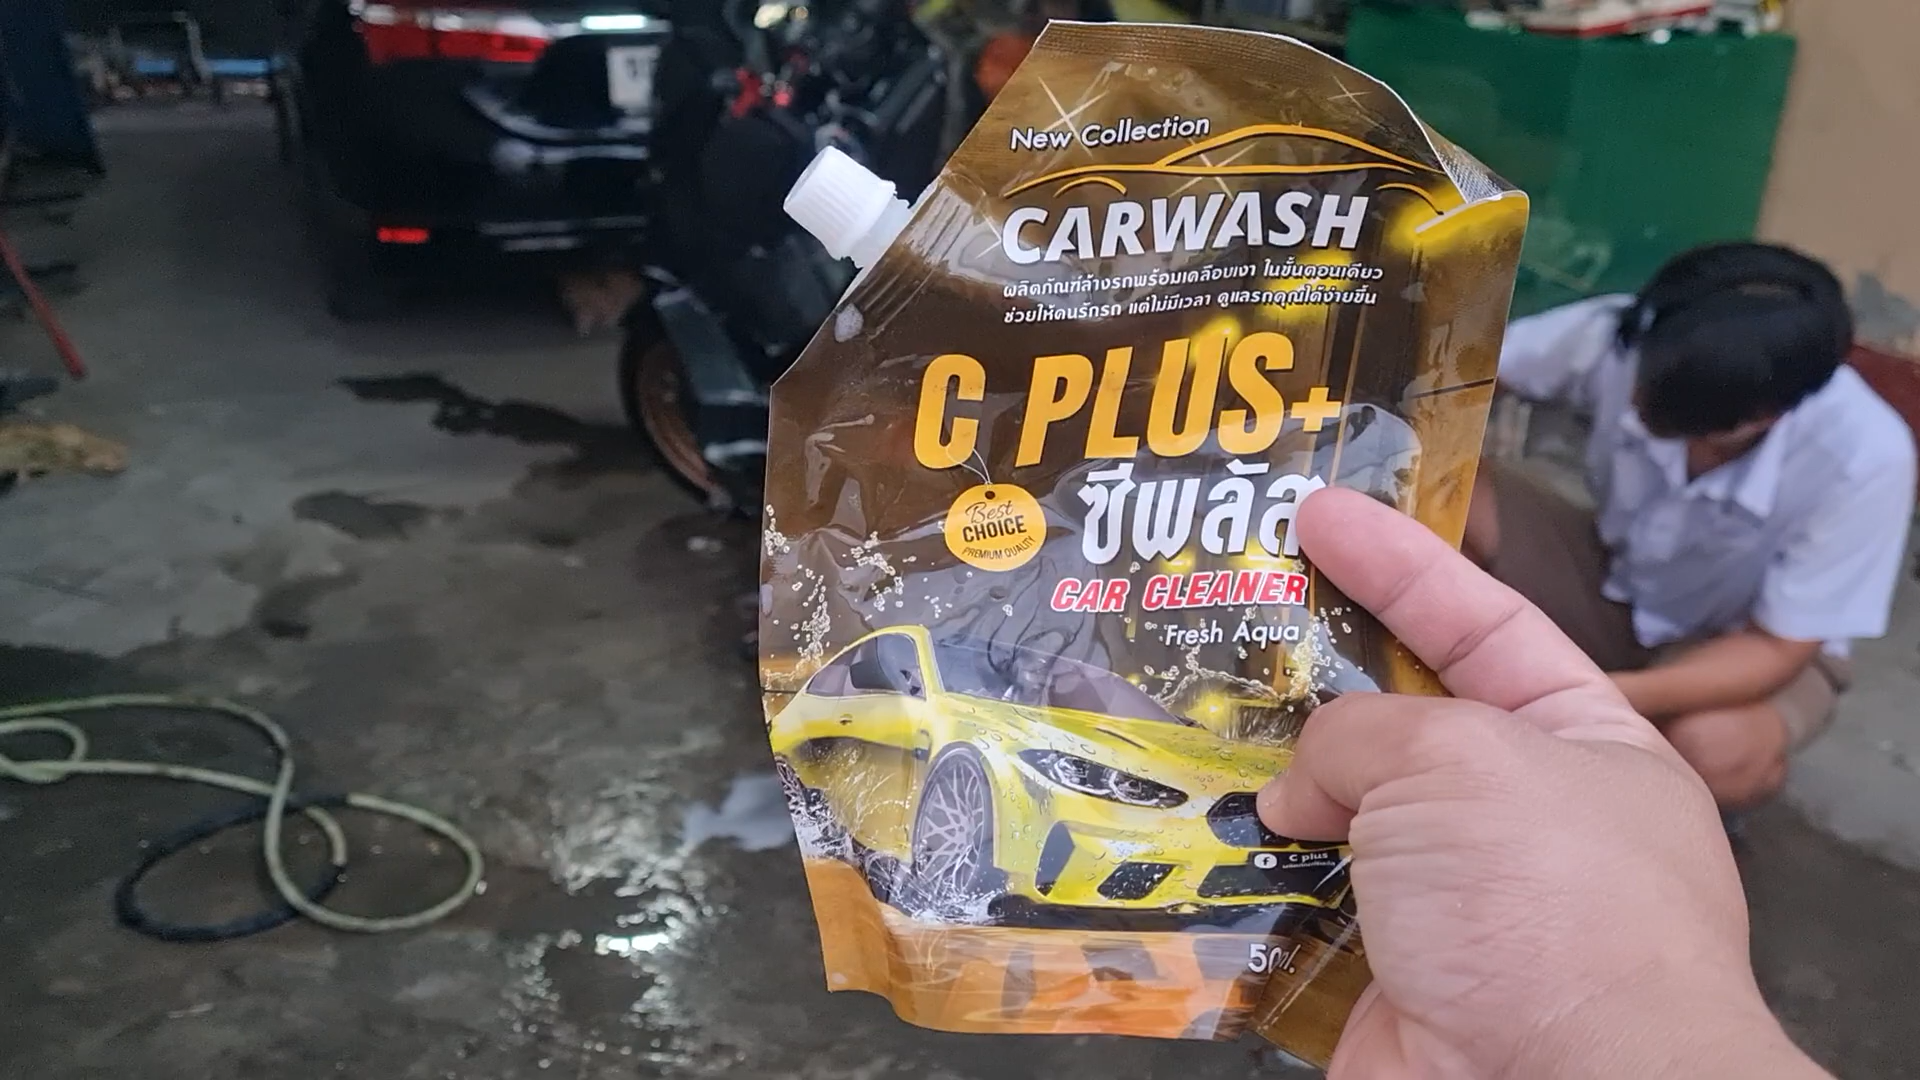 New Collection
CARWASH
ผลิตภัณฑ์ล้างรถพร้อมเคลือบเงา ในขั้นตอนเดียว
ช่วยให้คนรักรถ แต่ไม่มีเวลา ดูแลรถคุณได้ง่ายขึ้น
C PLUS+
ซีพลัส
Best
CHOICE
PREMIUM QUALITY
CAR CLEANER
Fresh Aqua
C plus